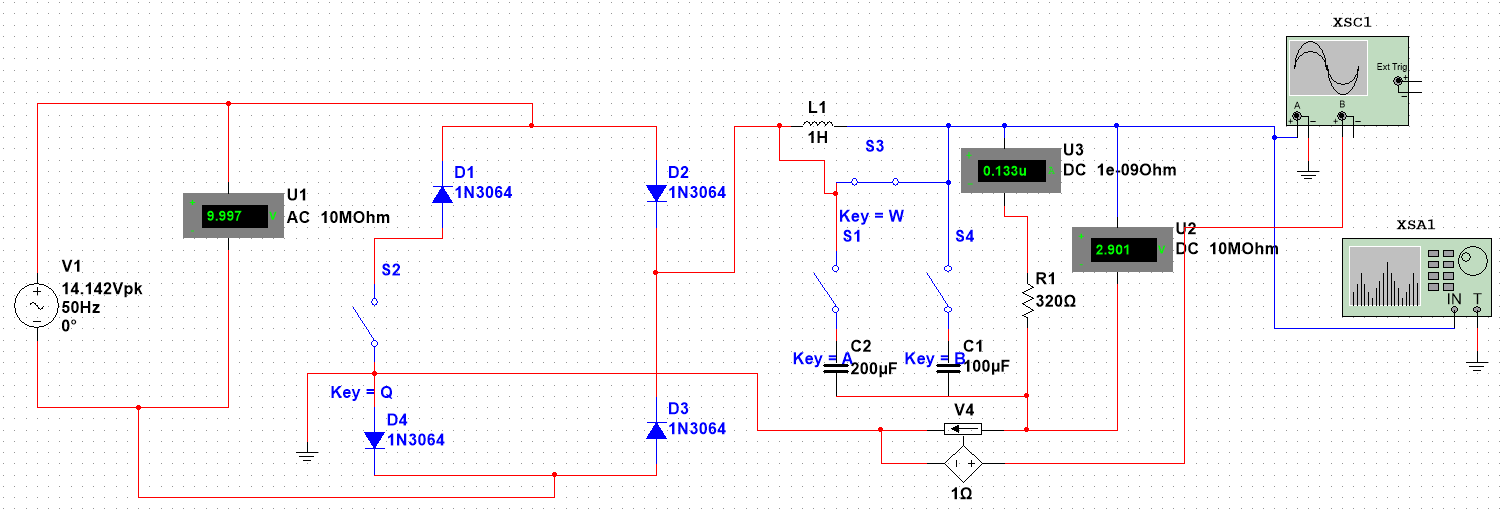 XSC1
Ext Trig
A
B
L1
1H
S3
U3
DC 1e-09Ohm
0.133u
A
D1
1N3064
D2
1N3064
U1
AC 10MOhm
9.997
V
Key = W
S1
S4
U2
DC 10MOhm
2.901
V
XSA1
IN
T
V1
14.142Vpk
50Hz
0°
S2
R1
320Ω
Key = A
C2
200µF
Key = B
C1
100µF
Key = Q
D4
1N3064
D3
1N3064
V4
1Ω